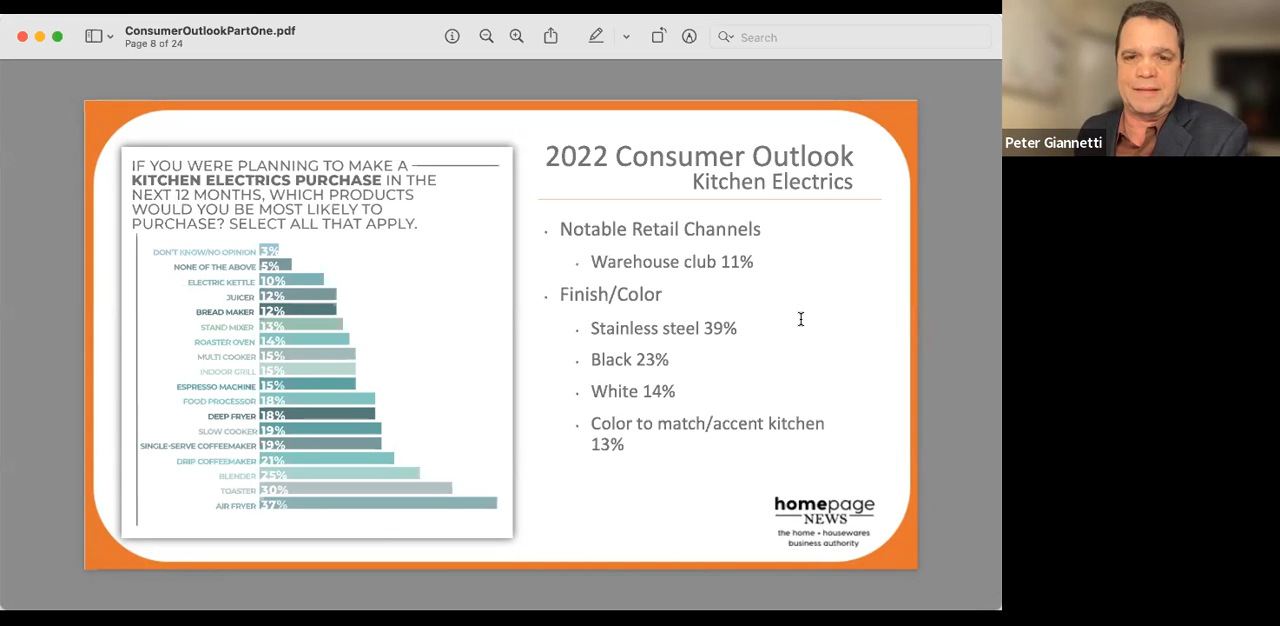 ConsumerOutlookPartOne.pdf
Page 8 of 24
Search
Peter Giannetti
IF YOU WERE PLANNING TO MAKE A
KITCHEN ELECTRICS PURCHASE IN THE
NEXT 12 MONTHS, WHICH PRODUCTS
WOULD YOU BE MOST LIKELY TO
PURCHASE? SELECT ALL THAT APPLY.
DON'T KNOW/NO OPINION 3%
NONE OF THE ABOVE 5%
ELECTRIC KETTLE 10%
JUICER 12%
BREAD MAKER 12%
STAND MIXER 13%
ROASTER OVEN 14%
MULTI COOKER 15%
INDOOR GRILL 15%
ESPRESSO MACHINE 15%
FOOD PROCESSOR 18%
DEEP FRYER 18%
SLOW COOKER 19%
SINGLE-SERVE COFFEEMAKER 19%
DRIP COFFEEMAKER 21%
BLENDER 25%
TOASTER 30%
AIR FRYER 37%
2022 Consumer Outlook
Kitchen Electrics
• Notable Retail Channels
• Warehouse club 11%
• Finish/Color
• Stainless steel 39%
• Black 23%
• White 14%
• Color to match/accent kitchen
13%
homepage
NEWS
the home + housewares
business authority